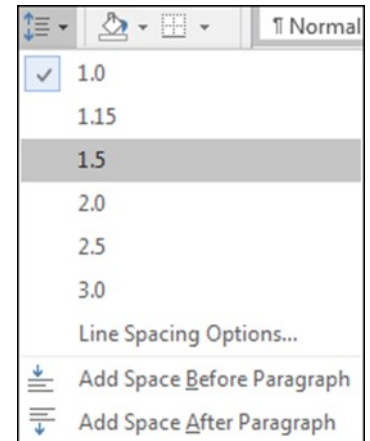 ¶ Normal
1.0
1.15
1.5
2.0
2.5
3.0
Line Spacing Options...
Add Space Before Paragraph
Add Space After Paragraph